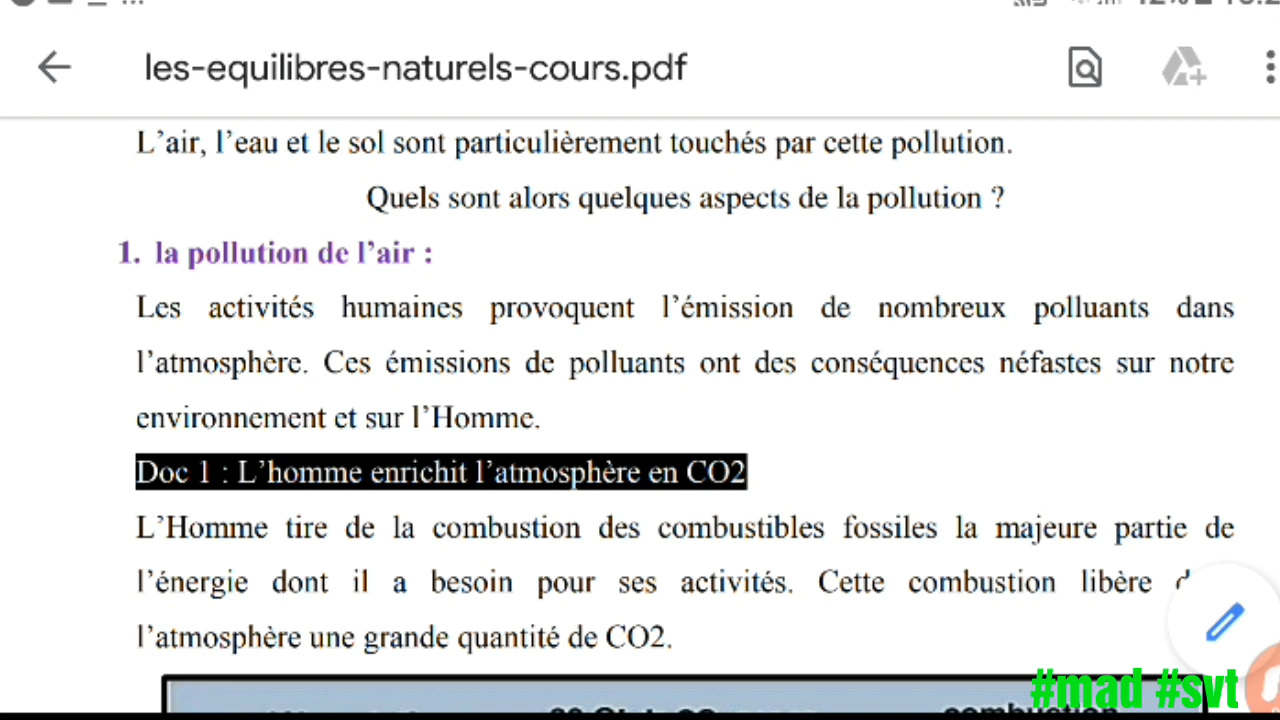 les-equilibres-naturels-cours.pdf
L’air, l’eau et le sol sont particulièrement touchés par cette pollution.
Quels sont alors quelques aspects de la pollution ?
1. la pollution de l’air :
Les activités humaines provoquent l’émission de nombreux polluants dans
l’atmosphère. Ces émissions de polluants ont des conséquences néfastes sur notre
environnement et sur l’Homme.
Doc 1 : L’homme enrichit l’atmosphère en CO2
L’Homme tire de la combustion des combustibles fossiles la majeure partie de
l’énergie dont il a besoin pour ses activités. Cette combustion libère
l’atmosphère une grande quantité de CO2.
combustion
#mad #svt